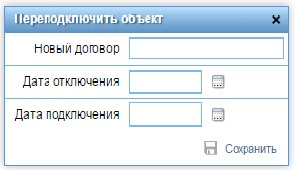 Переподключить объект
Новый договор
Дата отключения
Дата подключения
Сохранить